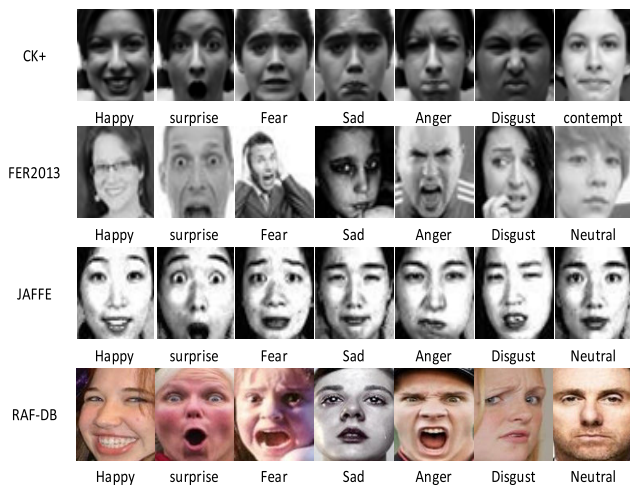 CK+
Happy surprise Fear Sad Anger Disgust contempt
FER2013
Happy surprise Fear Sad Anger Disgust Neutral
JAFFE
Happy surprise Fear Sad Anger Disgust Neutral
RAF-DB
Happy surprise Fear Sad Anger Disgust Neutral